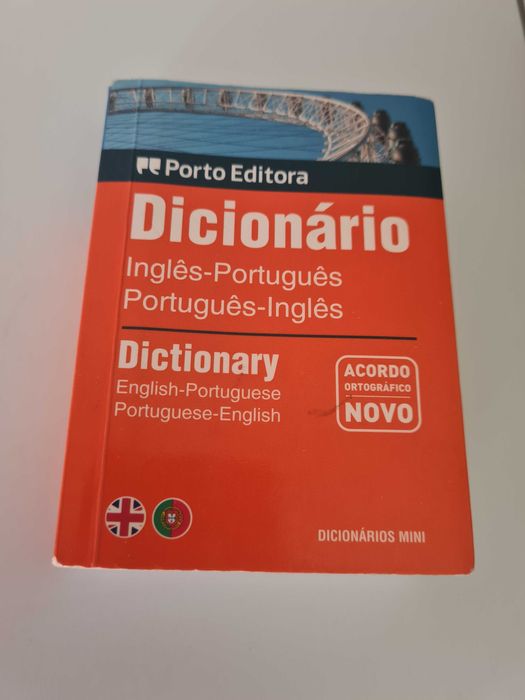 Porto Editora
Dicionário
Inglês-Português
Português-Inglês
Dictionary
English-Portuguese
Portuguese-English
ACORDO
ORTOGRÁFICO
NOVO
DICIONÁRIOS MINI